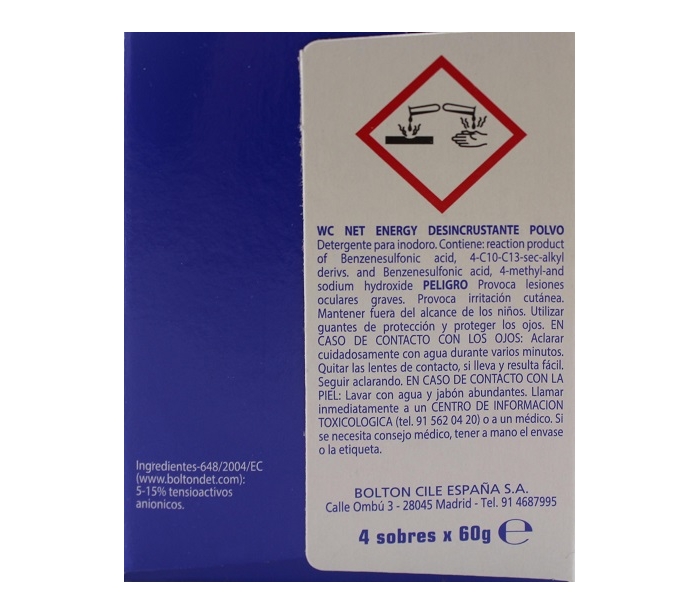 WC NET ENERGY DESINCRUSTANTE POLVO
Detergente para inodoro. Contiene: reaction product
of Benzenesulfonic acid, 4-C10-C13-sec-alkyl
derivs. and Benzenesulfonic acid, 4-methyl-and
sodium hydroxide PELIGRO Provoca lesiones
oculares graves. Provoca irritación cutánea.
Mantener fuera del alcance de los niños. Utilizar
guantes de protección y proteger los ojos. EN
CASO DE CONTACTO CON LOS OJOS: Aclarar
cuidadosamente con agua durante varios minutos.
Quitar las lentes de contacto, si lleva y resulta fácil.
Seguir aclarando. EN CASO DE CONTACTO CON LA
PIEL: Lavar con agua y jabón abundantes. Llamar
inmediatamente a un CENTRO DE INFORMACION
TOXICOLOGICA (tel. 91 562 04 20) o a un médico. Si
se necesita consejo médico, tener a mano el envase
o la etiqueta.
BOLTON CILE ESPAÑA S.A.
Calle Ombú 3 - 28045 Madrid - Tel. 91 4687995
4 sobres x 60g ℮
Ingredientes-648/2004/EC
(www.boltondet.com):
5-15% tensioactivos
anionicos.